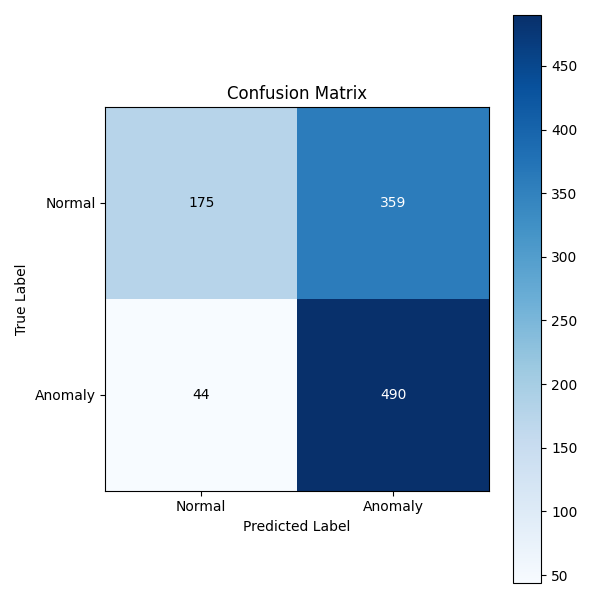 Confusion Matrix
True Label
Normal
175
359
Anomaly
44
490
Normal
Anomaly
Predicted Label
450
400
350
300
250
200
150
100
50